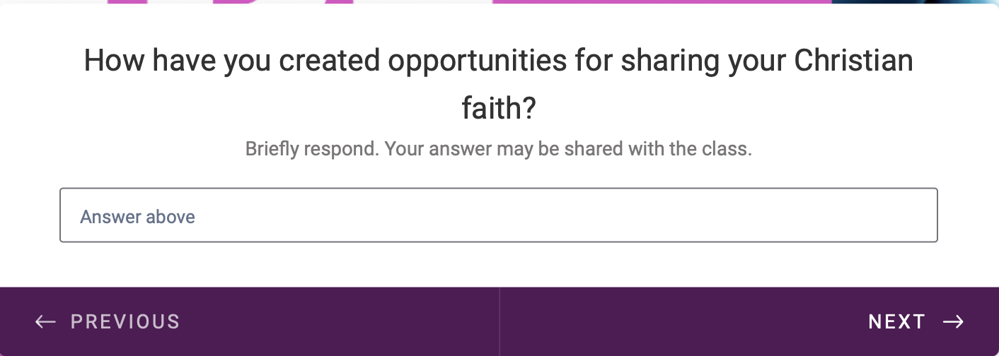 How have you created opportunities for sharing your Christian
faith?
Briefly respond. Your answer may be shared with the class.
Answer above
← PREVIOUS
NEXT →